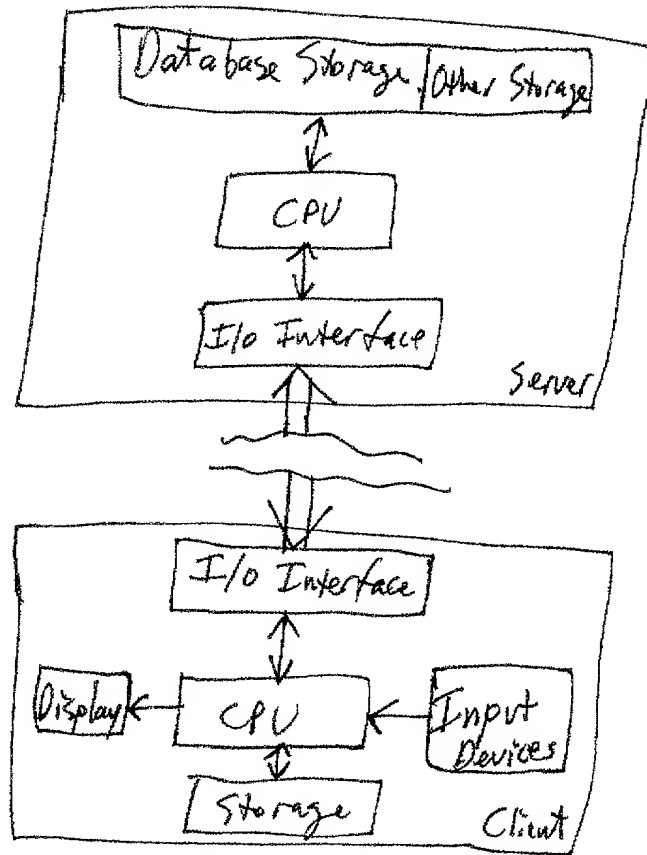 Database Storage Other Storage
CPU
I/o Interface
Server
I/o Interface
Display CPU Input
Devices
Storage
Client